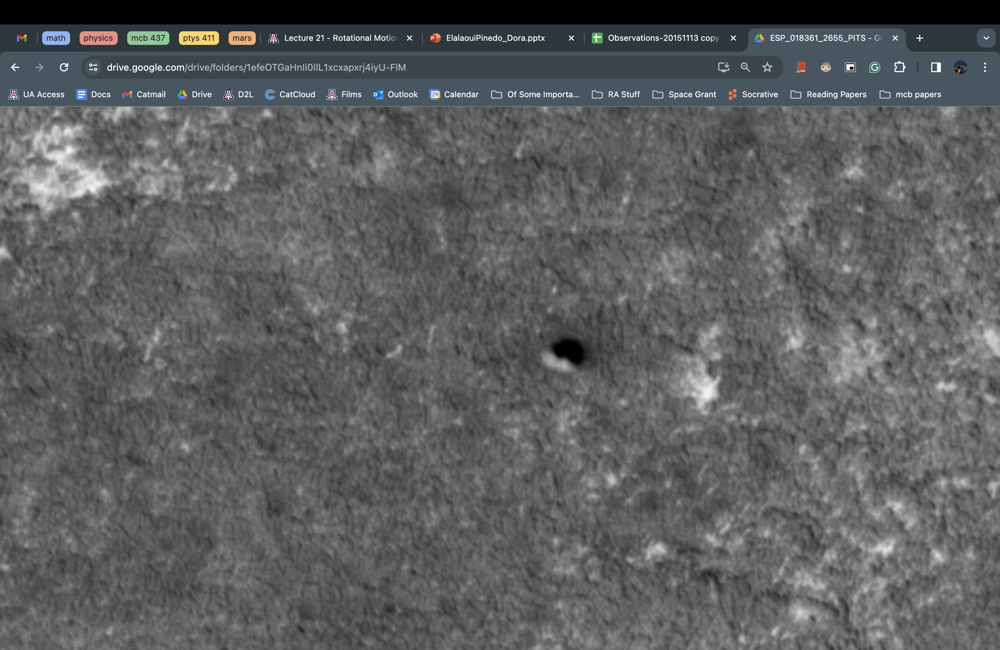 math physics mcb 437 ptys 411 mars Lecture 21 - Rotational Motion ElalaouiPinedo_Dora.pptx Observations-20151113 copy. ESP_018361_2655_PITS - Go
drive.google.com/drive/folders/1efeOTGaHnIi0IlL1xcxapxrj4iyU-FlM
UA Access Docs Catmail Drive D2L CatCloud Films Outlook 29 Calendar Of Some Importa... RA Stuff Space Grant Socrative Reading Papers mcb papers